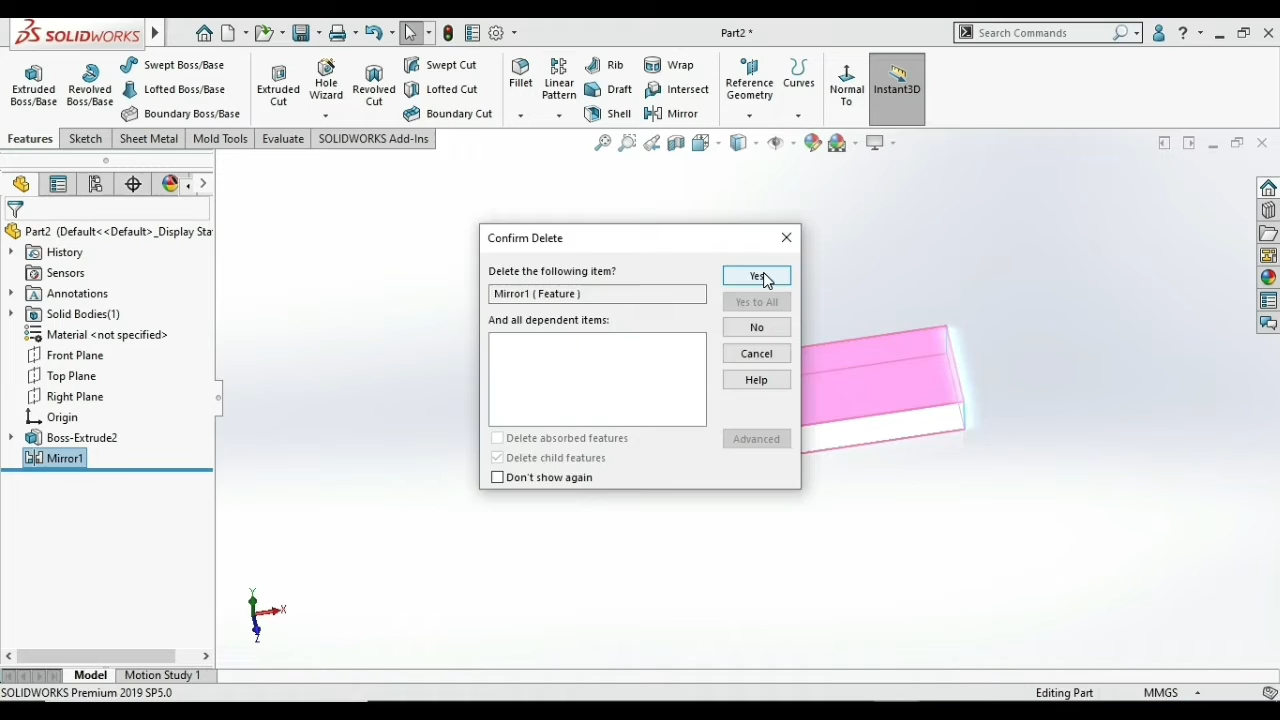 SOLIDWORKS
Part2 *
Search Commands
?
Extruded Boss/Base
Revolved Boss/Base
Swept Boss/Base
Lofted Boss/Base
Boundary Boss/Base
Extruded Cut
Hole Wizard
Revolved Cut
Swept Cut
Lofted Cut
Boundary Cut
Fillet
Linear Pattern
Rib
Draft
Shell
Wrap
Intersect
Mirror
Reference Geometry
Curves
Normal To
Instant3D
Features
Sketch
Sheet Metal
Mold Tools
Evaluate
SOLIDWORKS Add-Ins
Part2 (Default<<Default>_Display Sta
History
Sensors
Annotations
Solid Bodies(1)
Material <not specified>
Front Plane
Top Plane
Right Plane
Origin
Boss-Extrude2
Mirror1
Confirm Delete
Delete the following item?
Mirror1 ( Feature )
And all dependent items:
Yes
Yes to All
No
Cancel
Help
Advanced
Delete absorbed features
Delete child features
Don't show again
Y
X
Z
Model
Motion Study 1
SOLIDWORKS Premium 2019 SP5.0
Editing Part
MMGS